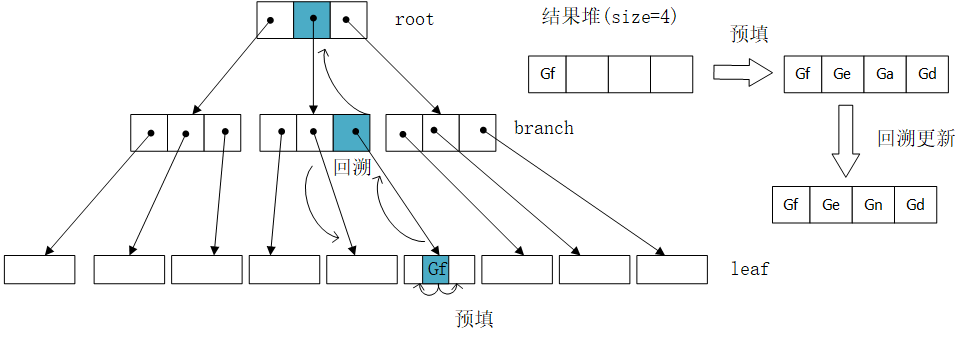 root
结果堆(size=4)
预填
Gf
Gf Ge Ga Gd
branch
回溯
回溯更新
Gf Ge Gn Gd
Gf
leaf
预填